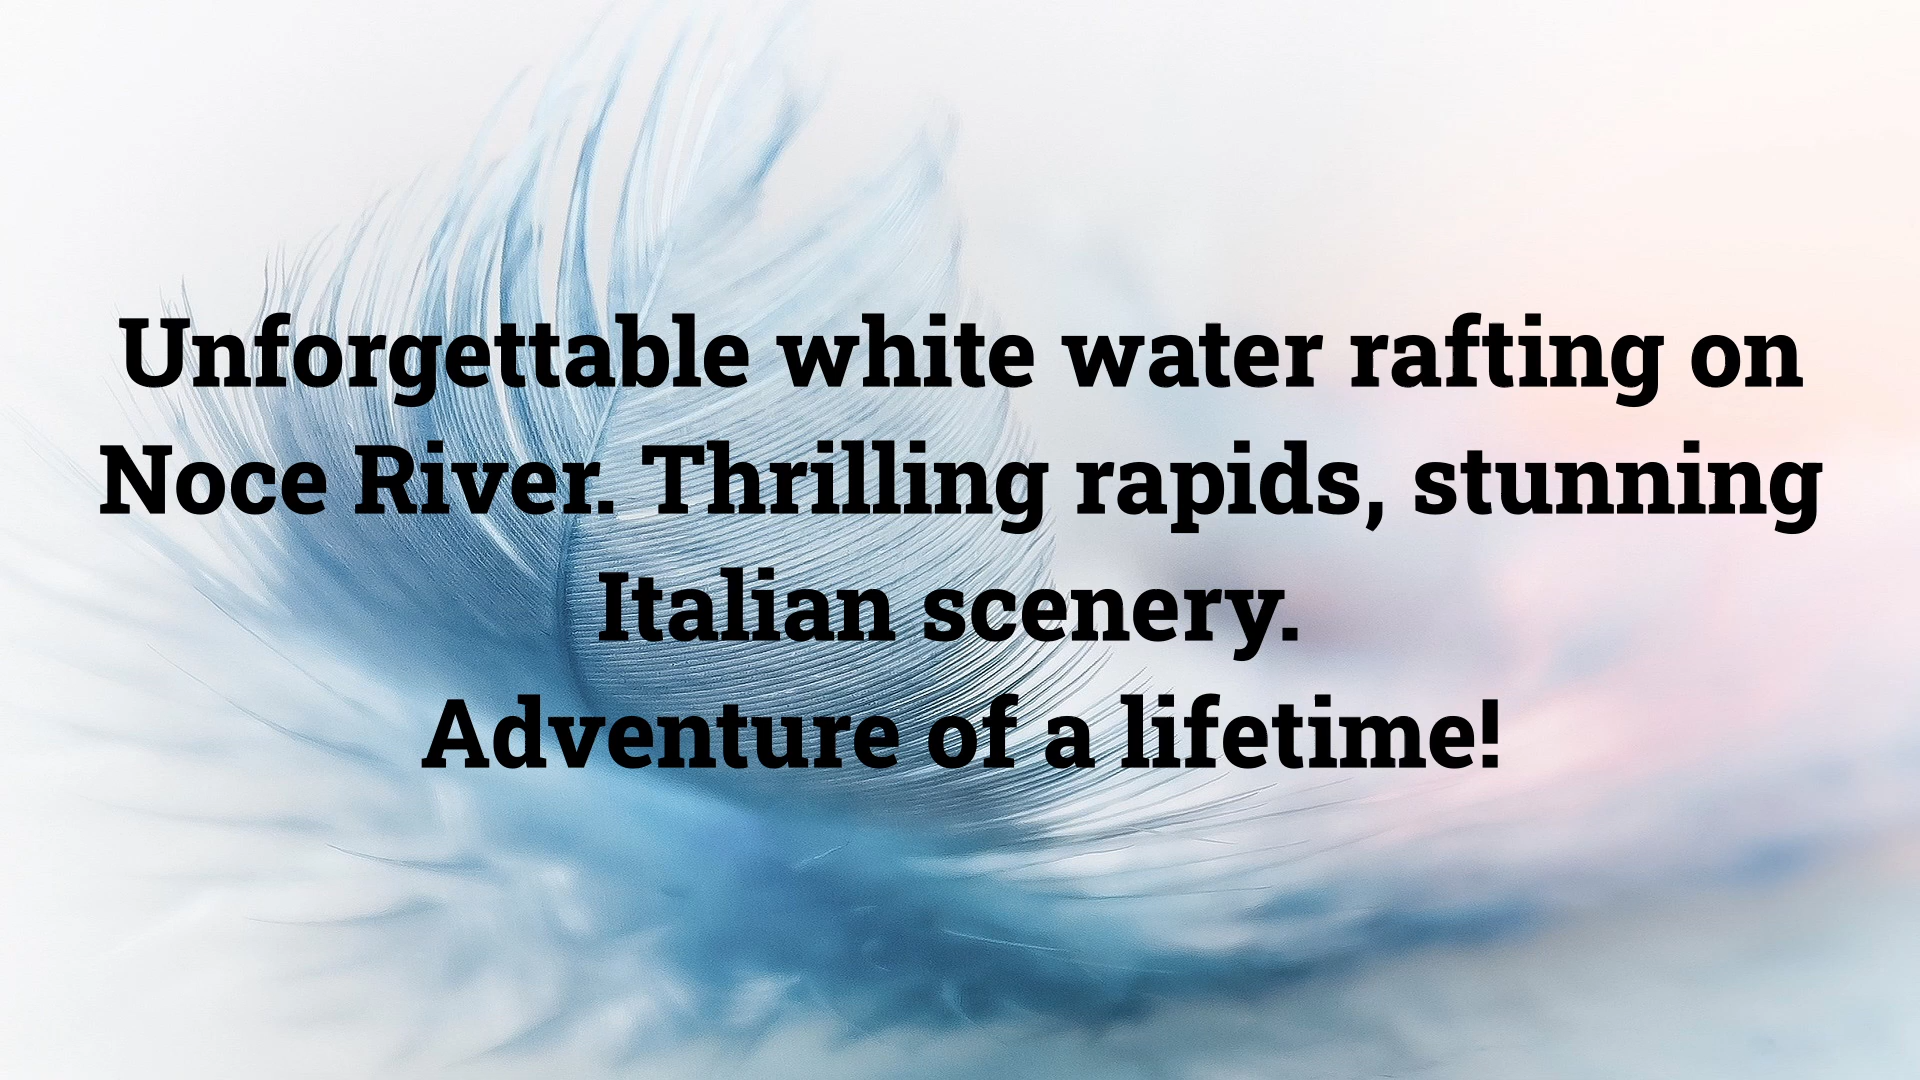 Unforgettable white water rafting on
Noce River. Thrilling rapids, stunning
Italian scenery.
Adventure of a lifetime!